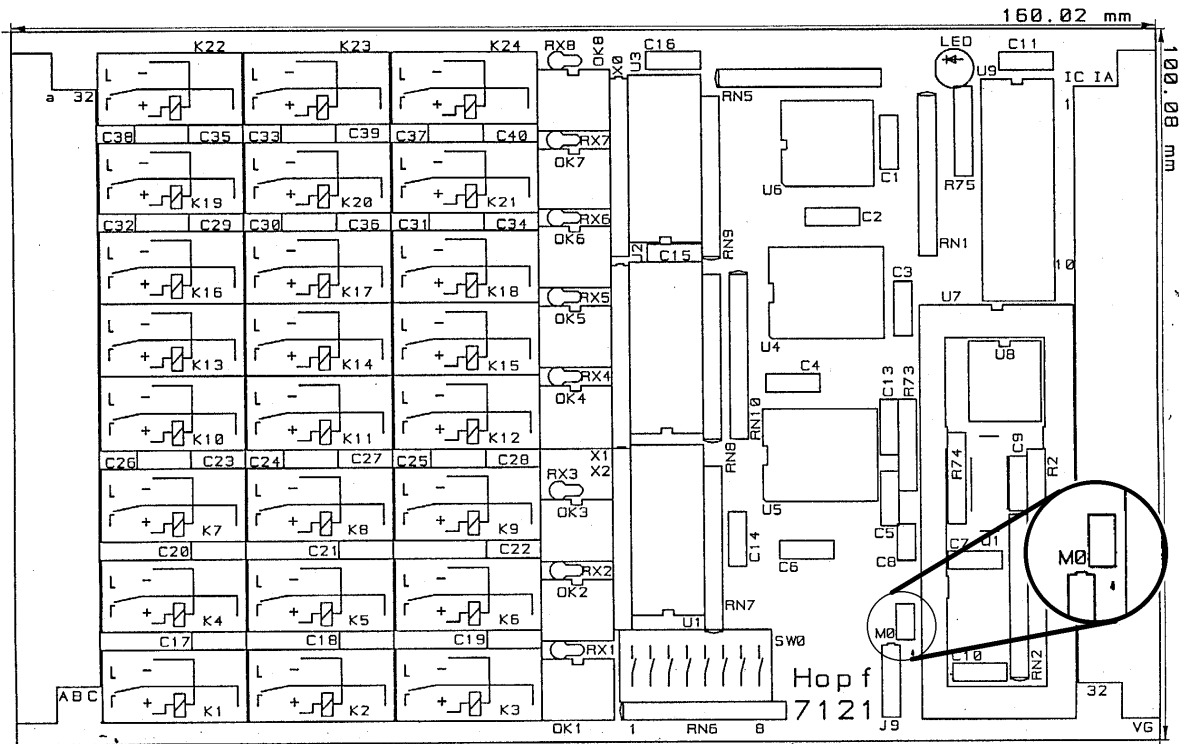 160.02 mm
K22 K23 K24 RX8 OK8 X0 U3 C16 LED C11
100.08 mm
a 32 L - + L - + L - + RN5 U9 IC IA 1
C38 C35 C33 C39 C37 C40 RX7
OK7 U6 C1 R75
L - + K19 L - + K20 L - + K21
C32 C29 C30 C36 C31 C34 RX6 C2
OK6 U2 C15 RN9 RN1
L - + K16 L - + K17 L - + K18 C3 10
RX5 U7
OK5
L - + K13 L - + K14 L - + K15 U4 U8
RX4 C4 C13 R73
OK4
L - + K10 L - + K11 L - + K12 RN10
C26 C23 C24 C27 C25 C28 X1 RN8 R74 C9 R2
X2
RX3
L - + K7 L - + K8 L - + K9 OK3 U5 C5
C20 C21 C22 C14 C6 C8 C7 U1 M0
RX2
OK2
L - + K4 L - + K5 L - + K6 RN7
C17 C18 C19 U1 M0
RX1 SW0 C10 RN2
A B C L - + K1 L - + K2 L - + K3 Hopf 32
7121
OK1 1 RN6 8 J9 VG